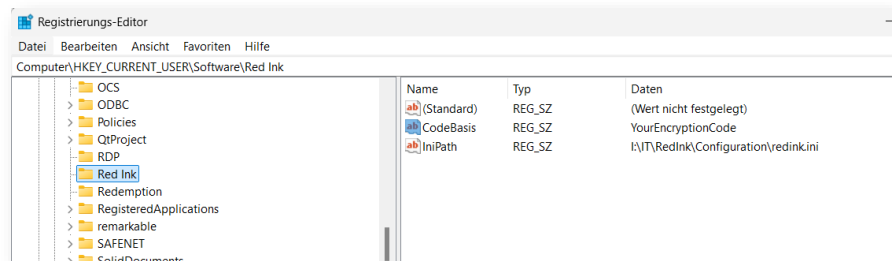 Registrierungs-Editor
Datei Bearbeiten Ansicht Favoriten Hilfe
Computer\HKEY_CURRENT_USER\Software\Red Ink
OCS
ODBC
Policies
QtProject
RDP
Red Ink
Redemption
RegisteredApplications
remarkable
SAFENET
SolidDocuments
Name Typ Daten
(Standard) REG_SZ (Wert nicht festgelegt)
CodeBasis REG_SZ YourEncryptionCode
IniPath REG_SZ I:\IT\RedInk\Configuration\redink.ini